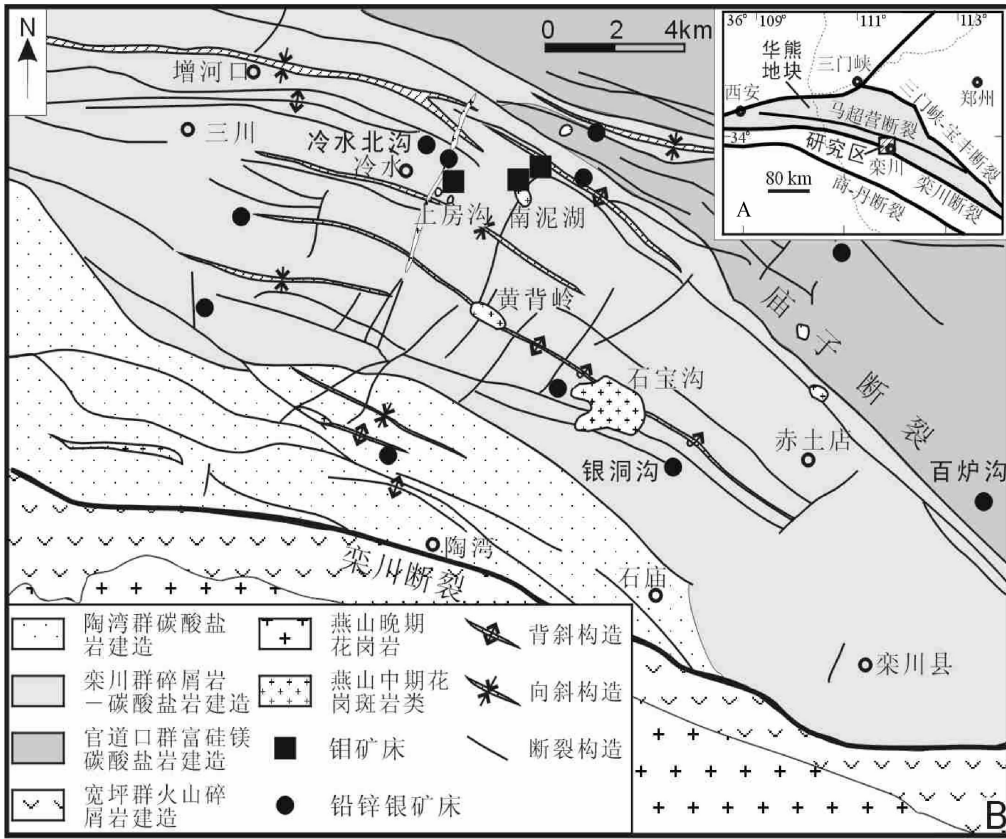 N
0 2 4km
增河口
三川
冷水北沟
冷水
上房沟
南泥湖
黄背岭
石宝沟
银洞沟
赤土店
百炉沟
庙子断裂
陶湾
栾川断裂
石庙
栾川县
B
36° 109° 111° 113°
华熊
地块
三门峡
西安
郑州
马超营断裂
三门峡-宝丰断裂
34°
研究区
栾川
栾川断裂
商-丹断裂
80 km
A
陶湾群碳酸盐
岩建造
栾川群碎屑岩
－碳酸盐岩建造
官道口群富硅镁
碳酸盐岩建造
宽坪群火山碎
屑岩建造
燕山晚期
花岗岩
燕山中期花
岗斑岩类
钼矿床
铅锌银矿床
背斜构造
向斜构造
断裂构造